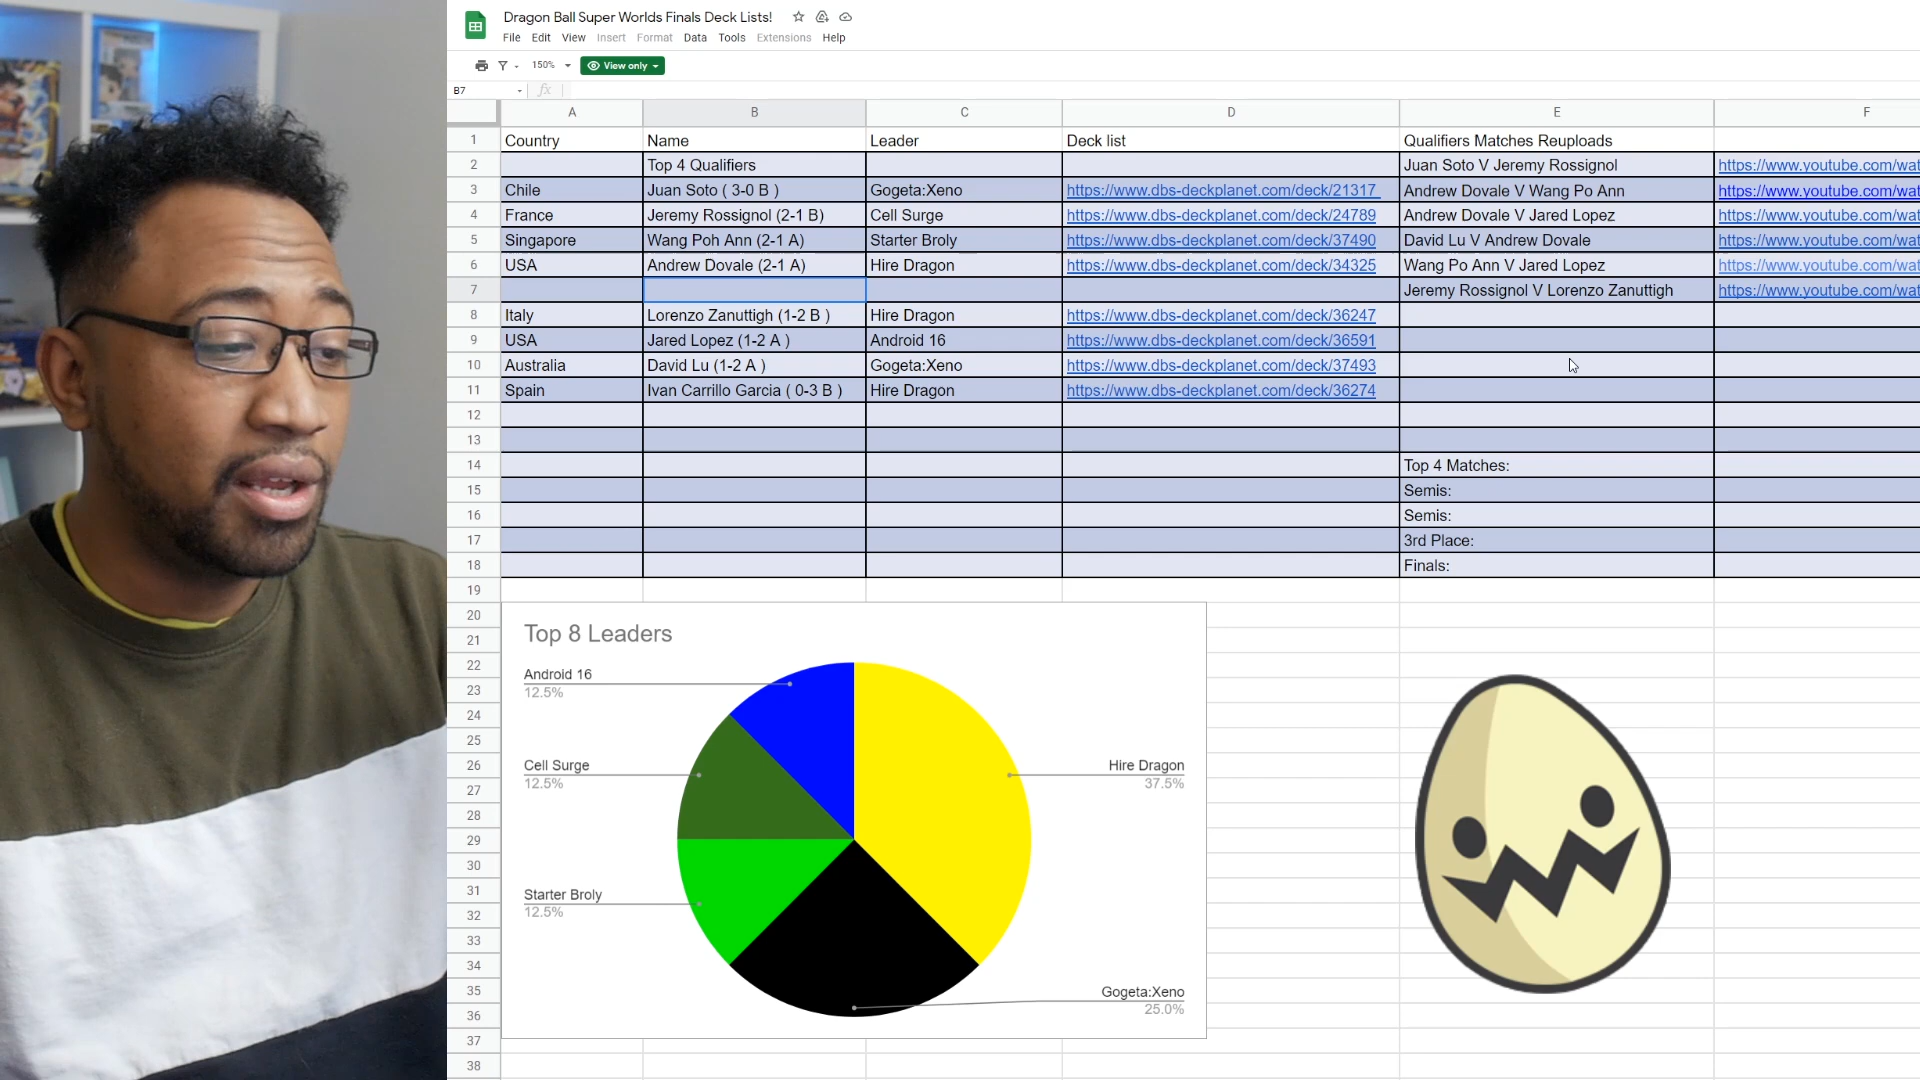 Dragon Ball Super Worlds Finals Deck Lists!
File Edit View Insert Format Data Tools Extensions Help
150% View only
B7 fx
A B C D E F
1 Country Name Leader Deck list Qualifiers Matches Reuploads
2 Top 4 Qualifiers Juan Soto V Jeremy Rossignol https://www.youtube.com/wat
3 Chile Juan Soto ( 3-0 B ) Gogeta:Xeno https://www.dbs-deckplanet.com/deck/21317 Andrew Dovale V Wang Po Ann https://www.youtube.com/wat
4 France Jeremy Rossignol (2-1 B) Cell Surge https://www.dbs-deckplanet.com/deck/24789 Andrew Dovale V Jared Lopez https://www.youtube.com/wat
5 Singapore Wang Poh Ann (2-1 A) Starter Broly https://www.dbs-deckplanet.com/deck/37490 David Lu V Andrew Dovale https://www.youtube.com/wat
6 USA Andrew Dovale (2-1 A) Hire Dragon https://www.dbs-deckplanet.com/deck/34325 Wang Po Ann V Jared Lopez https://www.youtube.com/wat
7 Jeremy Rossignol V Lorenzo Zanuttigh https://www.youtube.com/wat
8 Italy Lorenzo Zanuttigh (1-2 B ) Hire Dragon https://www.dbs-deckplanet.com/deck/36247
9 USA Jared Lopez (1-2 A ) Android 16 https://www.dbs-deckplanet.com/deck/36591
10 Australia David Lu (1-2 A ) Gogeta:Xeno https://www.dbs-deckplanet.com/deck/37493
11 Spain Ivan Carrillo Garcia ( 0-3 B ) Hire Dragon https://www.dbs-deckplanet.com/deck/36274
12
13
14 Top 4 Matches:
15 Semis:
16 Semis:
17 3rd Place:
18 Finals:
19
20
21
22
23
24
25
26
27
28
29
30
31
32
33
34
35
36
37
38
Top 8 Leaders
Android 16
12.5%
Cell Surge
12.5%
Hire Dragon
37.5%
Starter Broly
12.5%
Gogeta:Xeno
25.0%